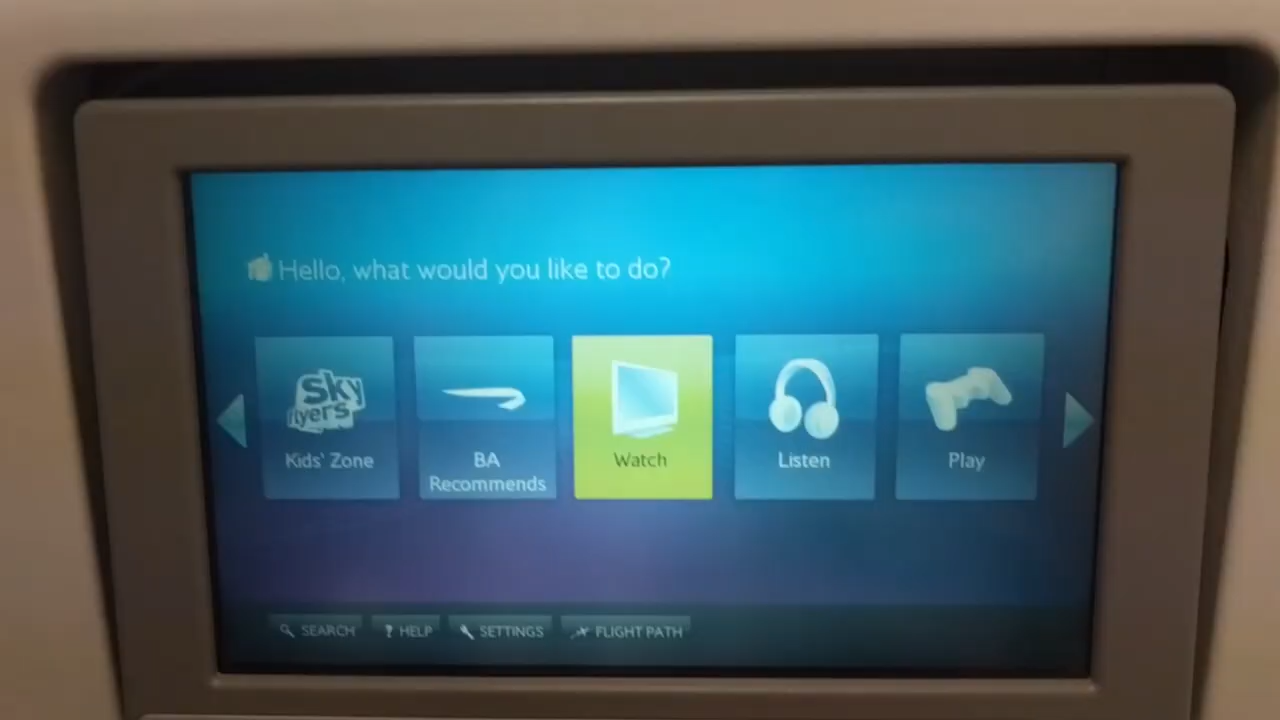 Hello, what would you like to do?
Sky
flyers
Kids' Zone
BA
Recommends
Watch
Listen
Play
SEARCH
? HELP
SETTINGS
FLIGHT PATH